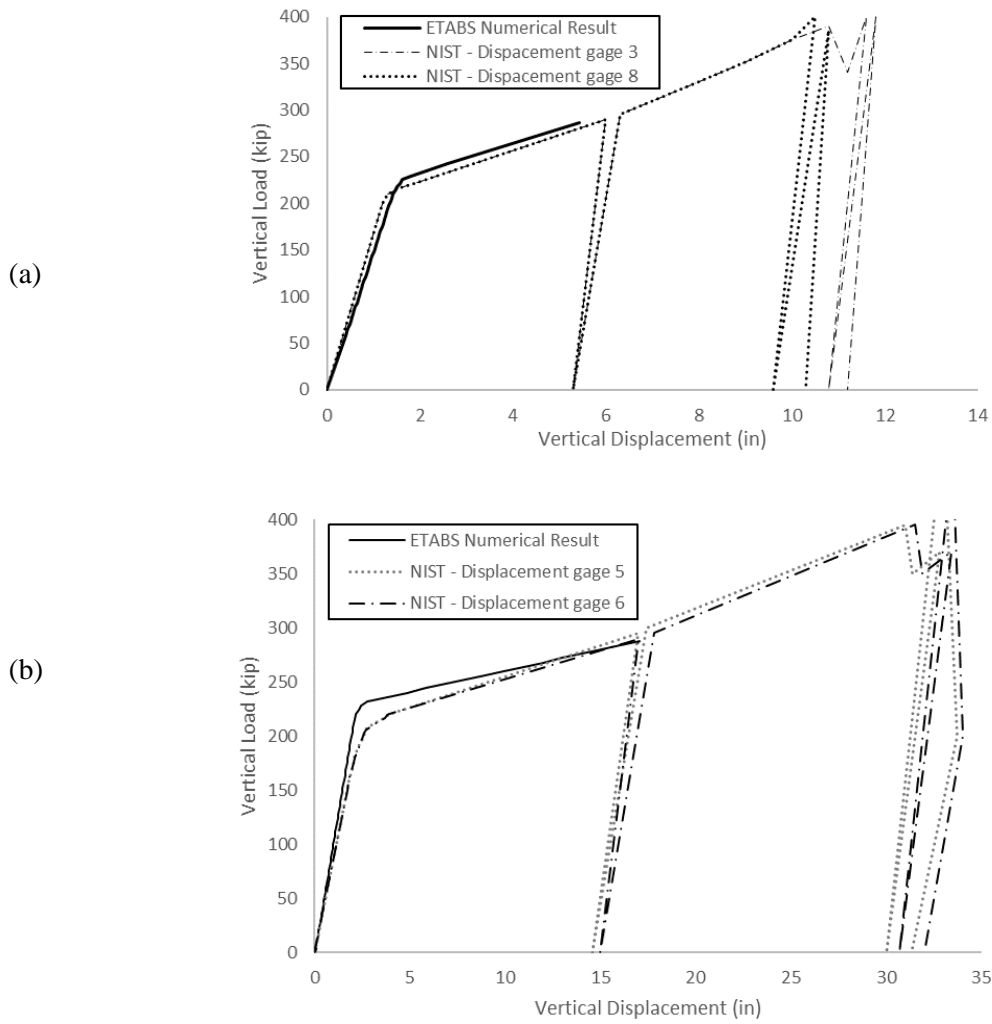 400
350
300
250
200
150
100
50
0
Vertical Load (kip)
ETABS Numerical Result
NIST - Dispacement gage 3
NIST - Dispacement gage 8
(a)
0 2 4 6 8 10 12 14
Vertical Displacement (in)
400
350
300
250
200
150
100
50
0
Vertical Load (kip)
ETABS Numerical Result
NIST - Displacement gage 5
NIST - Displacement gage 6
(b)
0 5 10 15 20 25 30 35
Vertical Displacement (in)